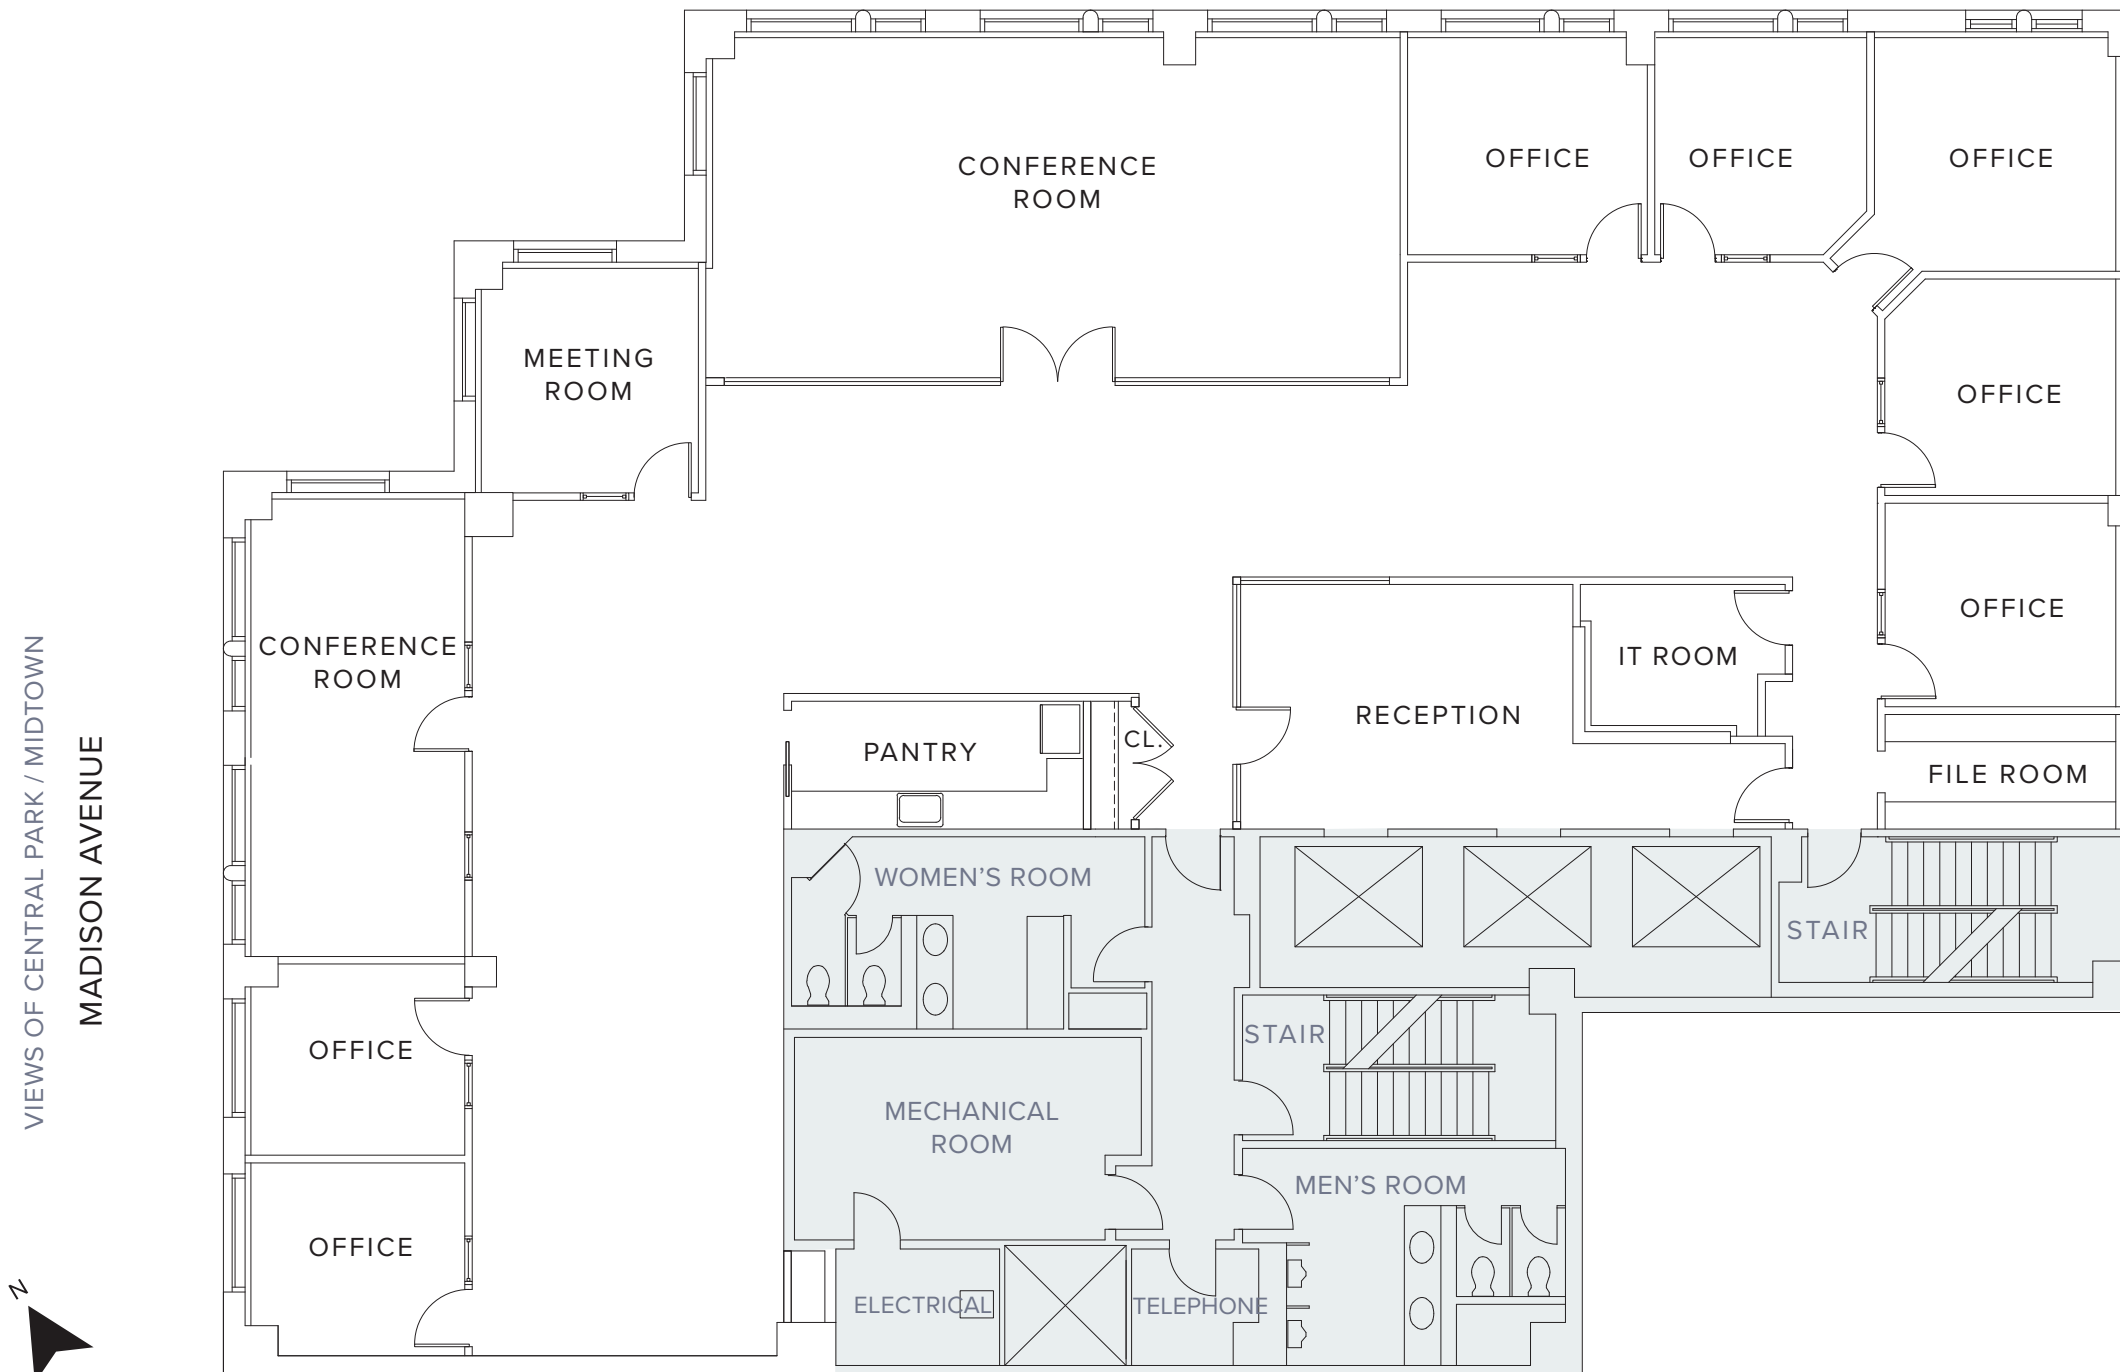 CONFERENCE
ROOM
OFFICE
OFFICE
OFFICE
MEETING
ROOM
OFFICE
CONFERENCE
ROOM
OFFICE
IT ROOM
RECEPTION
PANTRY
CL.
FILE ROOM
WOMEN'S ROOM
STAIR
STAIR
OFFICE
MECHANICAL
ROOM
MEN'S ROOM
OFFICE
ELECTRICAL
TELEPHONE
VIEWS OF CENTRAL PARK / MIDTOWN
MADISON AVENUE
N